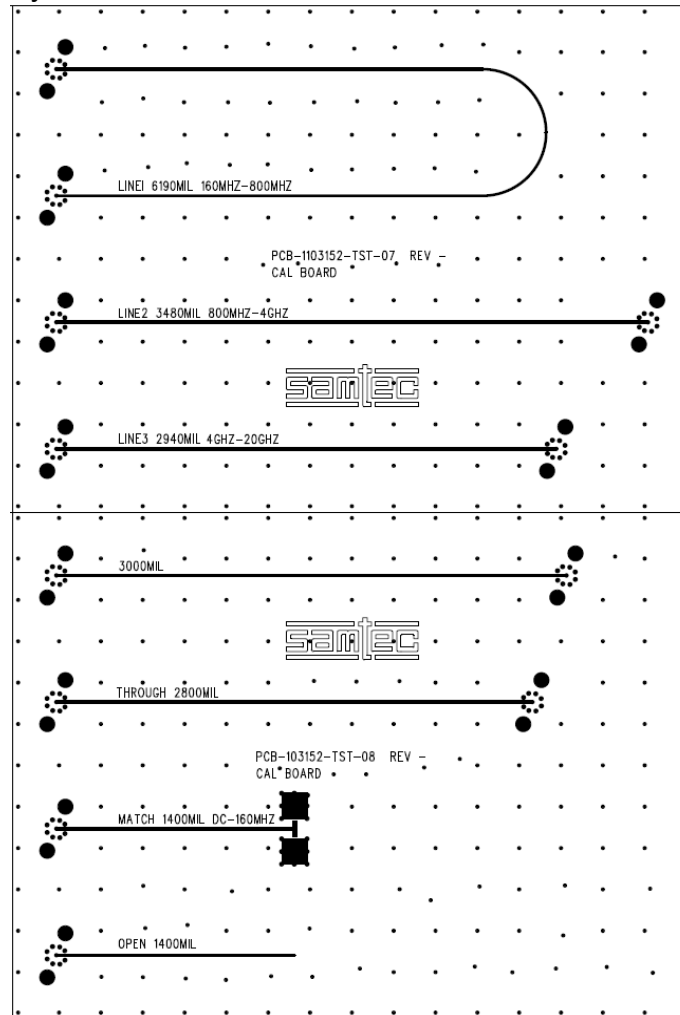 LINE1 6190MIL 160MHZ-800MHZ
PCB-1103152-TST-07 REV -
CAL BOARD
LINE2 3480MIL 800MHZ-4GHZ
samtec
LINE3 2940MIL 4GHZ-20GHZ
3000MIL
samtec
THROUGH 2800MIL
PCB-103152-TST-08 REV -
CAL BOARD
MATCH 1400MIL DC-160MHZ
OPEN 1400MIL